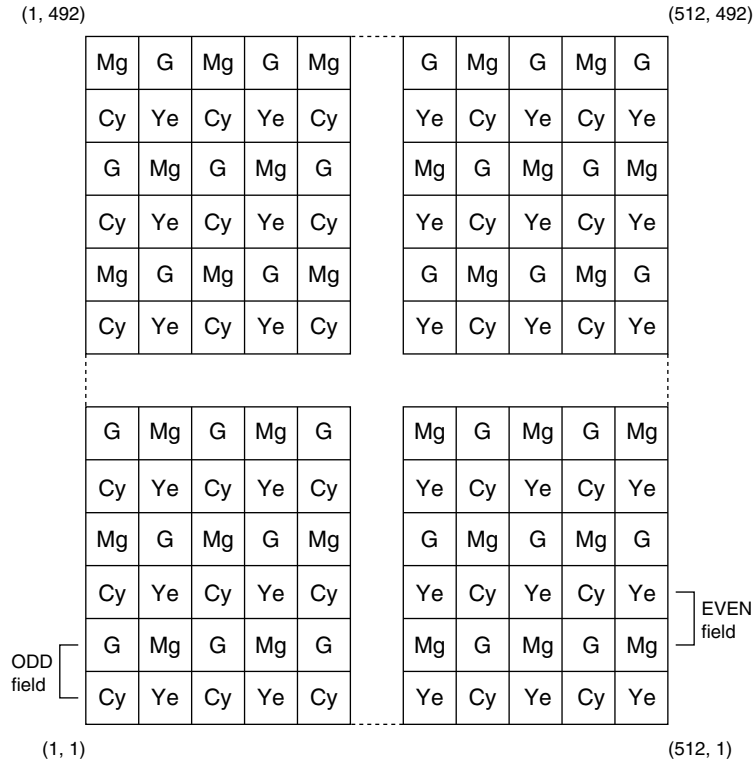 (1, 492) (512, 492)
Mg G Mg G Mg G Mg G Mg G
Cy Ye Cy Ye Cy Ye Cy Ye Cy Ye
G Mg G Mg G Mg G Mg G Mg
Cy Ye Cy Ye Cy Ye Cy Ye Cy Ye
Mg G Mg G Mg G Mg G Mg G
Cy Ye Cy Ye Cy Ye Cy Ye Cy Ye
G Mg G Mg G Mg G Mg G Mg
Cy Ye Cy Ye Cy Ye Cy Ye Cy Ye
Mg G Mg G Mg G Mg G Mg G
Cy Ye Cy Ye Cy Ye Cy Ye Cy Ye
EVEN
field
G Mg G Mg G Mg G Mg G Mg
ODD
field
Cy Ye Cy Ye Cy Ye Cy Ye Cy Ye
(1, 1) (512, 1)